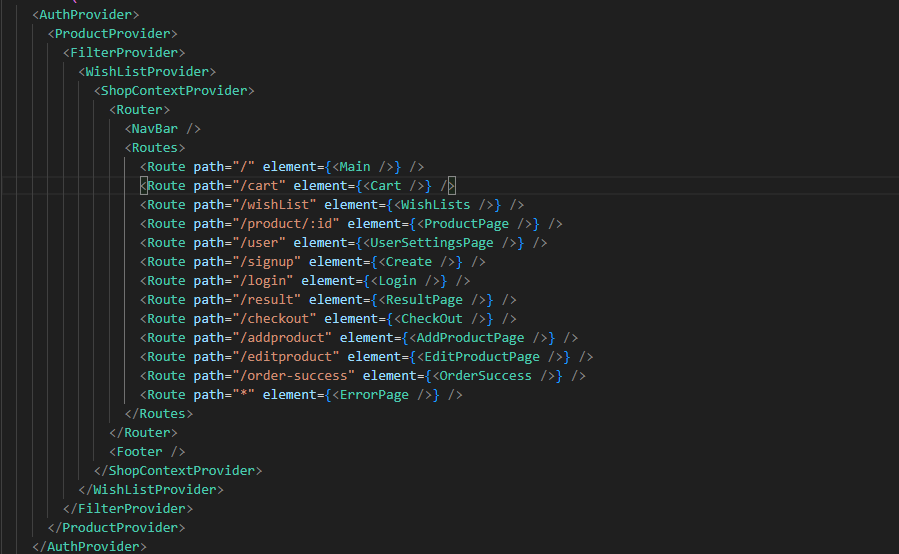 <AuthProvider>
<ProductProvider>
<FilterProvider>
<WishListProvider>
<ShopContextProvider>
<Router>
<NavBar />
<Routes>
<Route path="/" element={<Main />} />
<Route path="/cart" element={<Cart />} />
<Route path="/wishList" element={<WishLists />} />
<Route path="/product/:id" element={<ProductPage />} />
<Route path="/user" element={<UserSettingsPage />} />
<Route path="/signup" element={<Create />} />
<Route path="/login" element={<Login />} />
<Route path="/result" element={<ResultPage />} />
<Route path="/checkout" element={<CheckOut />} />
<Route path="/addproduct" element={<AddProductPage />} />
<Route path="/editproduct" element={<EditProductPage />} />
<Route path="/order-success" element={<OrderSuccess />} />
<Route path="*" element={<ErrorPage />} />
</Routes>
</Router>
<Footer />
</ShopContextProvider>
</WishListProvider>
</FilterProvider>
</ProductProvider>
</AuthProvider>